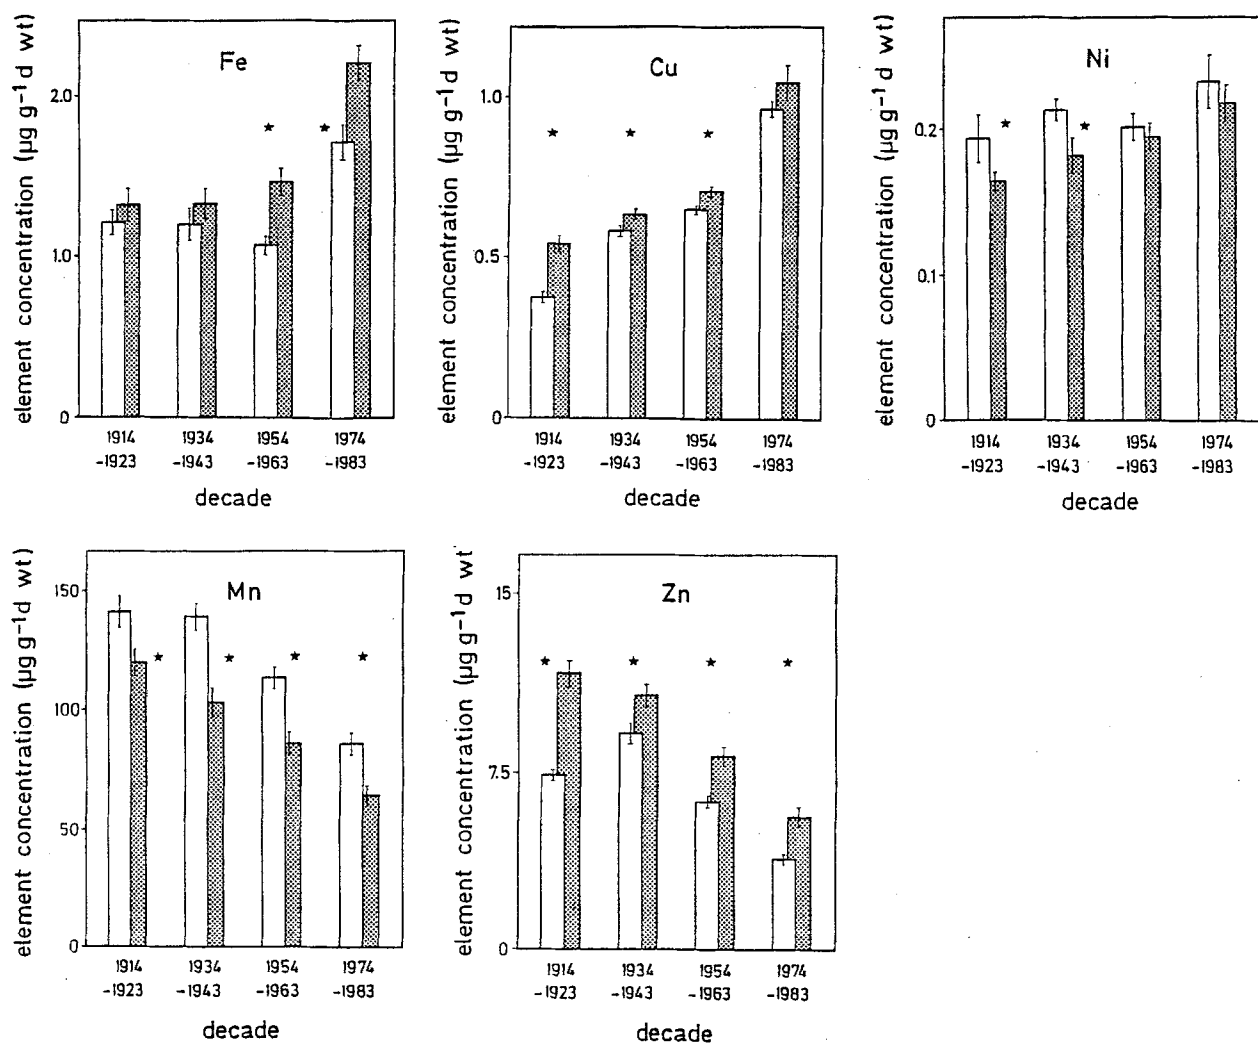 element concentration (µg g⁻¹ d wt)
Fe
2.0
1.0
0
1914 1934 1954 1974
-1923 -1943 -1963 -1983
decade
element concentration (µg g⁻¹ d wt)
Cu
1.0
0.5
0
1914 1934 1954 1974
-1923 -1943 -1963 -1983
decade
element concentration (µg g⁻¹ d wt)
Ni
0.2
0.1
0
1914 1934 1954 1974
-1923 -1943 -1963 -1983
decade
element concentration (µg g⁻¹ d wt)
Mn
150
100
50
0
1914 1934 1954 1974
-1923 -1943 -1963 -1983
decade
element concentration (µg g⁻¹ d wt
Zn
15
7.5
0
1914 1934 1954 1974
-1923 -1943 -1963 -1983
decade